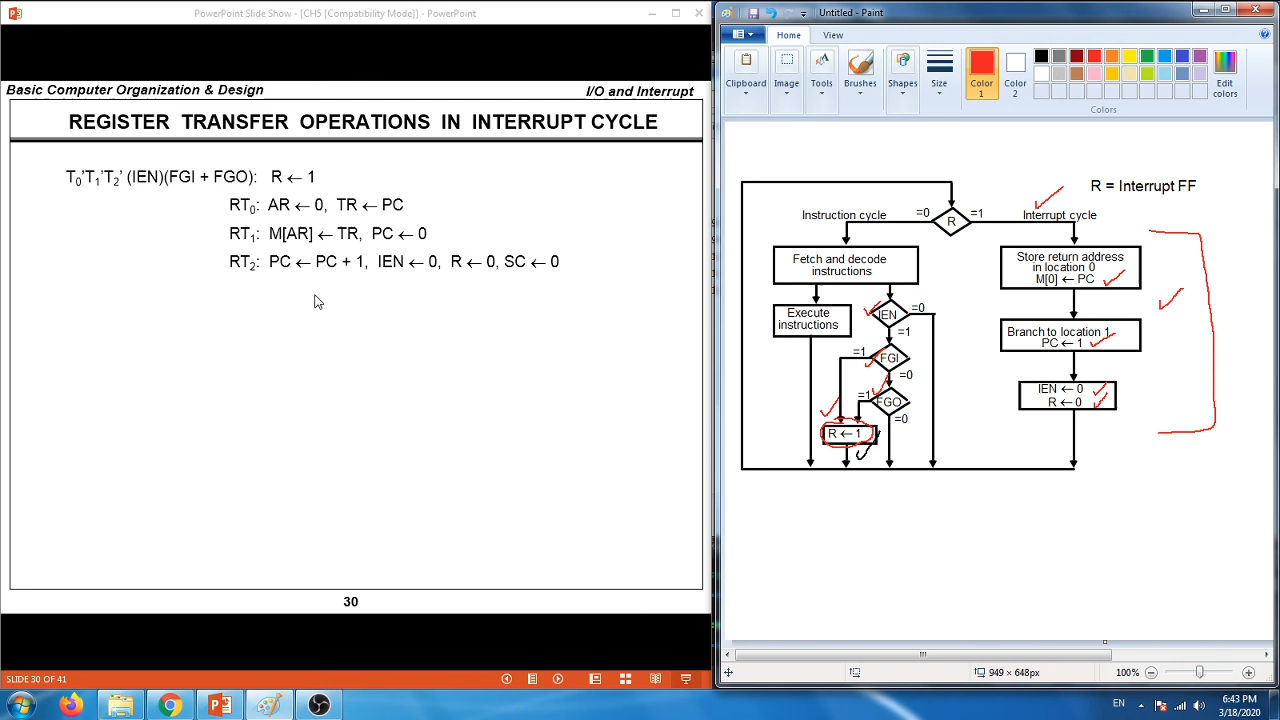 PowerPoint Slide Show - [CH5 [Compatibility Mode]] - PowerPoint
Basic Computer Organization & Design
I/O and Interrupt
REGISTER TRANSFER OPERATIONS IN INTERRUPT CYCLE
T₀'T₁'T₂' (IEN)(FGI + FGO): R ← 1
RT₀: AR ← 0, TR ← PC
RT₁: M[AR] ← TR, PC ← 0
RT₂: PC ← PC + 1, IEN ← 0, R ← 0, SC ← 0
30
SLIDE 30 OF 41
Untitled - Paint
Home View
Clipboard
Image
Tools
Brushes
Shapes
Size
Color 1
Color 2
Edit colors
Colors
R = Interrupt FF
Instruction cycle
=0
R
=1
Interrupt cycle
Fetch and decode
instructions
Store return address
in location 0
M[0] ← PC
Execute
instructions
IEN
=0
=1
Branch to location 1
PC ← 1
=1
FGI
=0
IEN ← 0
R ← 0
=1
FGO
=0
R ← 1
949 × 648px
100%
EN
6:43 PM
3/18/2020